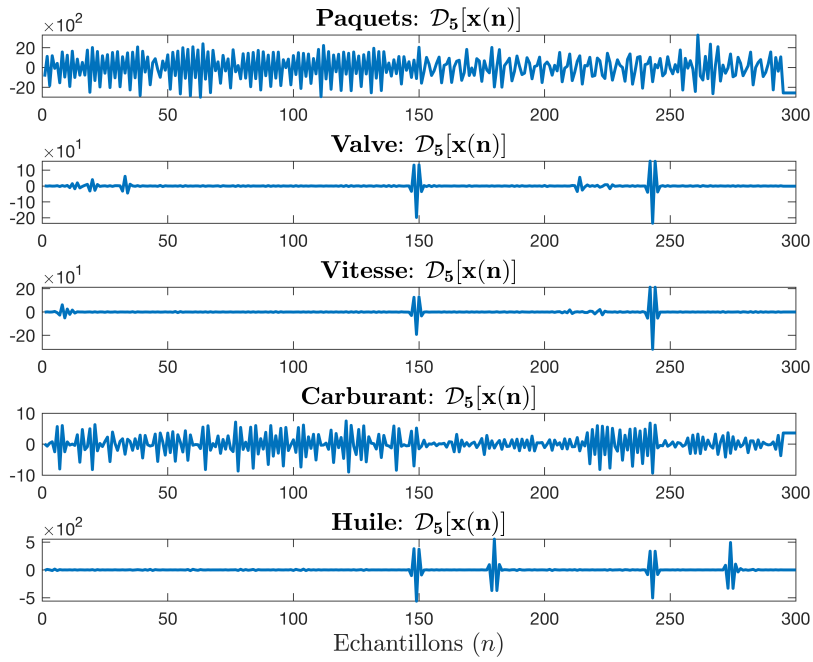 Paquets: 𝒟₅[x(n)]
×10²
20
0
-20
0 50 100 150 200 250 300
Valve: 𝒟₅[x(n)]
×10¹
10
0
-10
-20
0 50 100 150 200 250 300
Vitesse: 𝒟₅[x(n)]
×10¹
20
0
-20
0 50 100 150 200 250 300
Carburant: 𝒟₅[x(n)]
10
0
-10
0 50 100 150 200 250 300
Huile: 𝒟₅[x(n)]
×10²
5
0
-5
0 50 100 150 200 250 300
Echantillons (n)